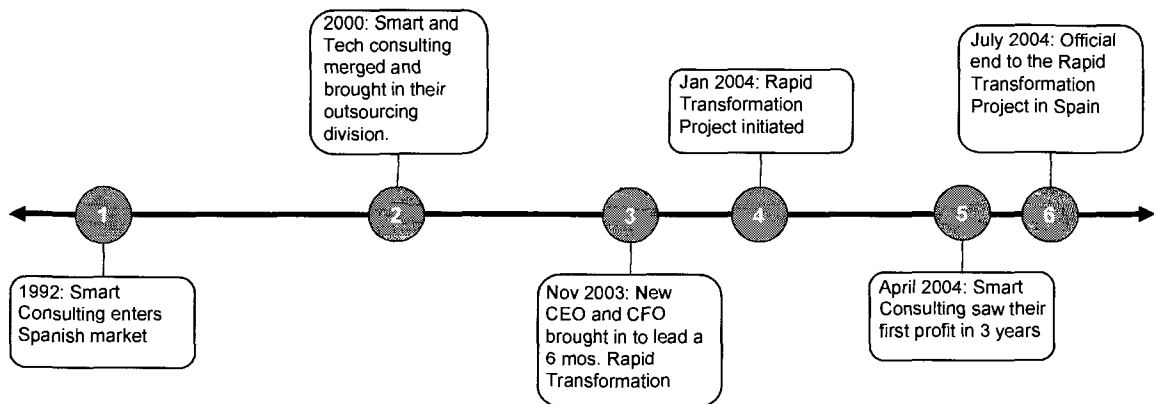 2000: Smart and
Tech consulting
merged and
brought in their
outsourcing
division.
Jan 2004: Rapid
Transformation
Project initiated
July 2004: Official
end to the Rapid
Transformation
Project in Spain
1
2
3
4
5
6
1992: Smart
Consulting enters
Spanish market
Nov 2003: New
CEO and CFO
brought in to lead a
6 mos. Rapid
Transformation
April 2004: Smart
Consulting saw their
first profit in 3 years